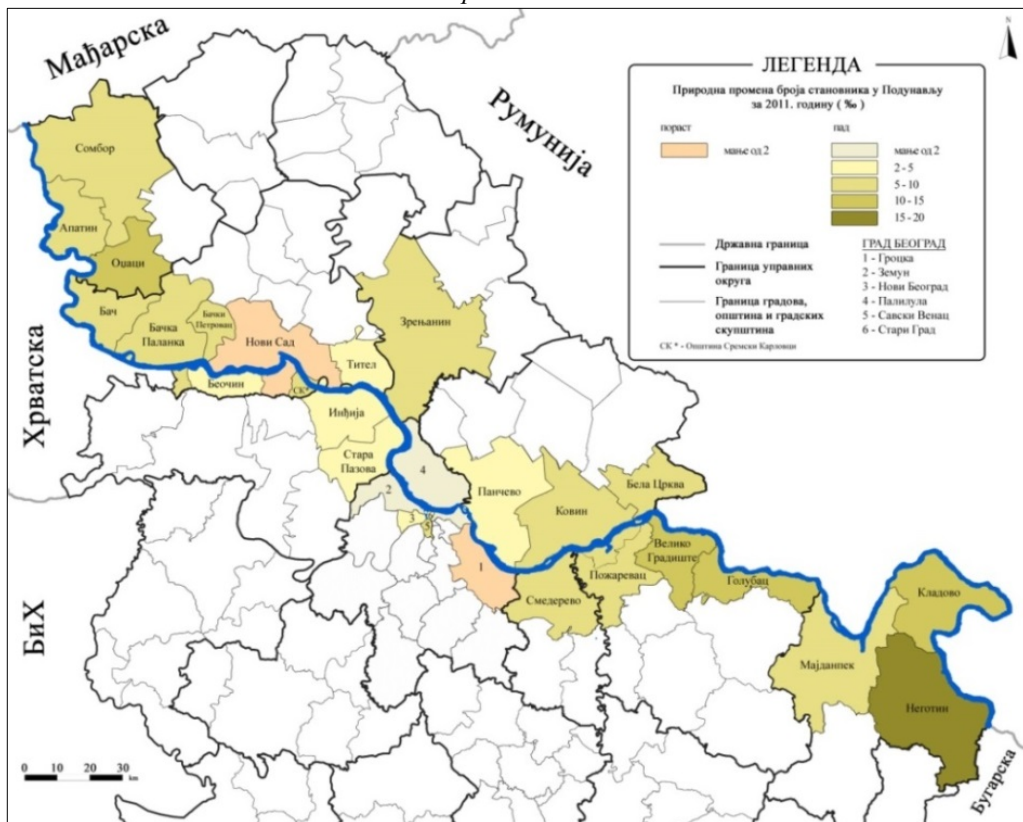 Мађарска
Румунија
Хрватска
БиХ
Бугарска
N
ЛЕГЕНДА
Природна промена броја становника у Подунављу
за 2011. годину ( ‰ )
пораст
мање од 2
пад
мање од 2
2 - 5
5 - 10
10 - 15
15 - 20
Државна граница
Граница управних
округа
Граница градова,
општина и градских
скупштина
СК * - Општина Сремски Карловци
ГРАД БЕОГРАД
1 - Гроцка
2 - Земун
3 - Нови Београд
4 - Палилула
5 - Савски Венац
6 - Стари Град
Сомбор
Апатин
Оџаци
Бач
Бачка
Паланка
Бачки
Петровац
Нови Сад
Беочин
СК*
Тител
Зрењанин
Инђија
Стара
Пазова
4
2
3
5
1
Панчево
Ковин
Бела Црква
Смедерево
Пожаревац
Велико
Градиште
Голубац
Мајданпек
Кладово
Неготин
0 10 20 30
km